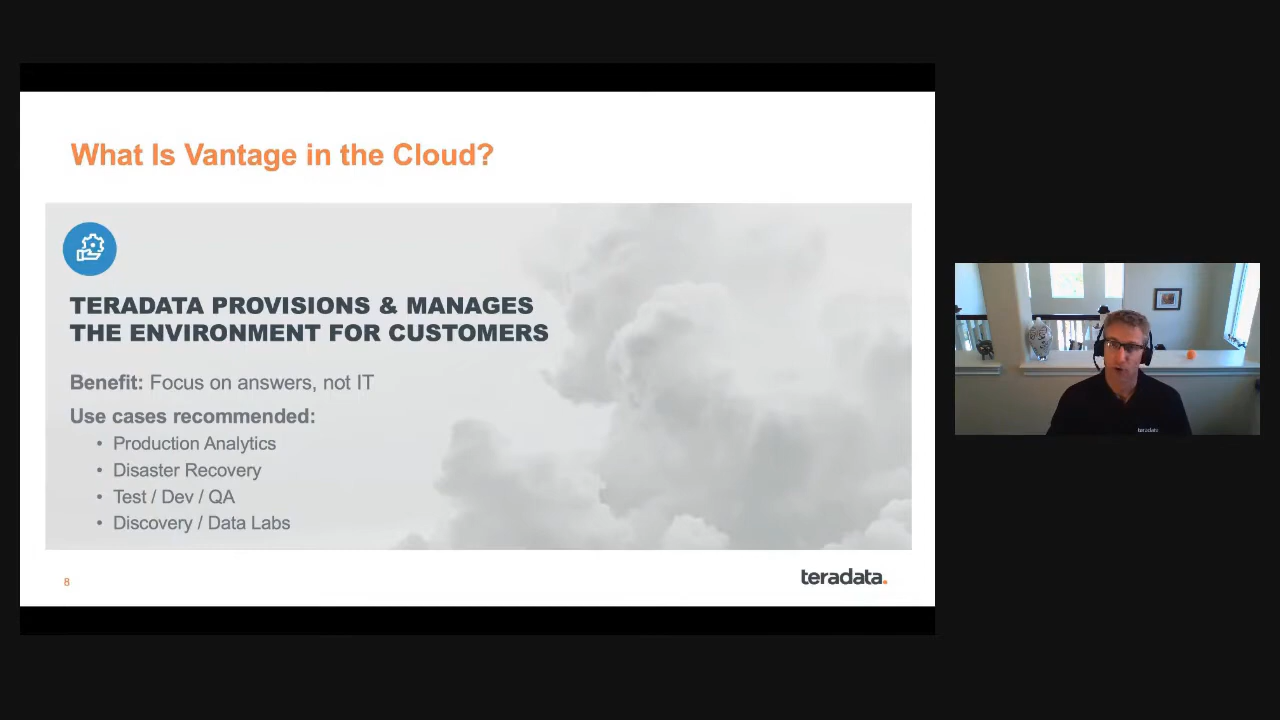 What Is Vantage in the Cloud?
TERADATA PROVISIONS & MANAGES
THE ENVIRONMENT FOR CUSTOMERS
Benefit: Focus on answers, not IT
Use cases recommended:
• Production Analytics
• Disaster Recovery
• Test / Dev / QA
• Discovery / Data Labs
8
teradata.
teradata